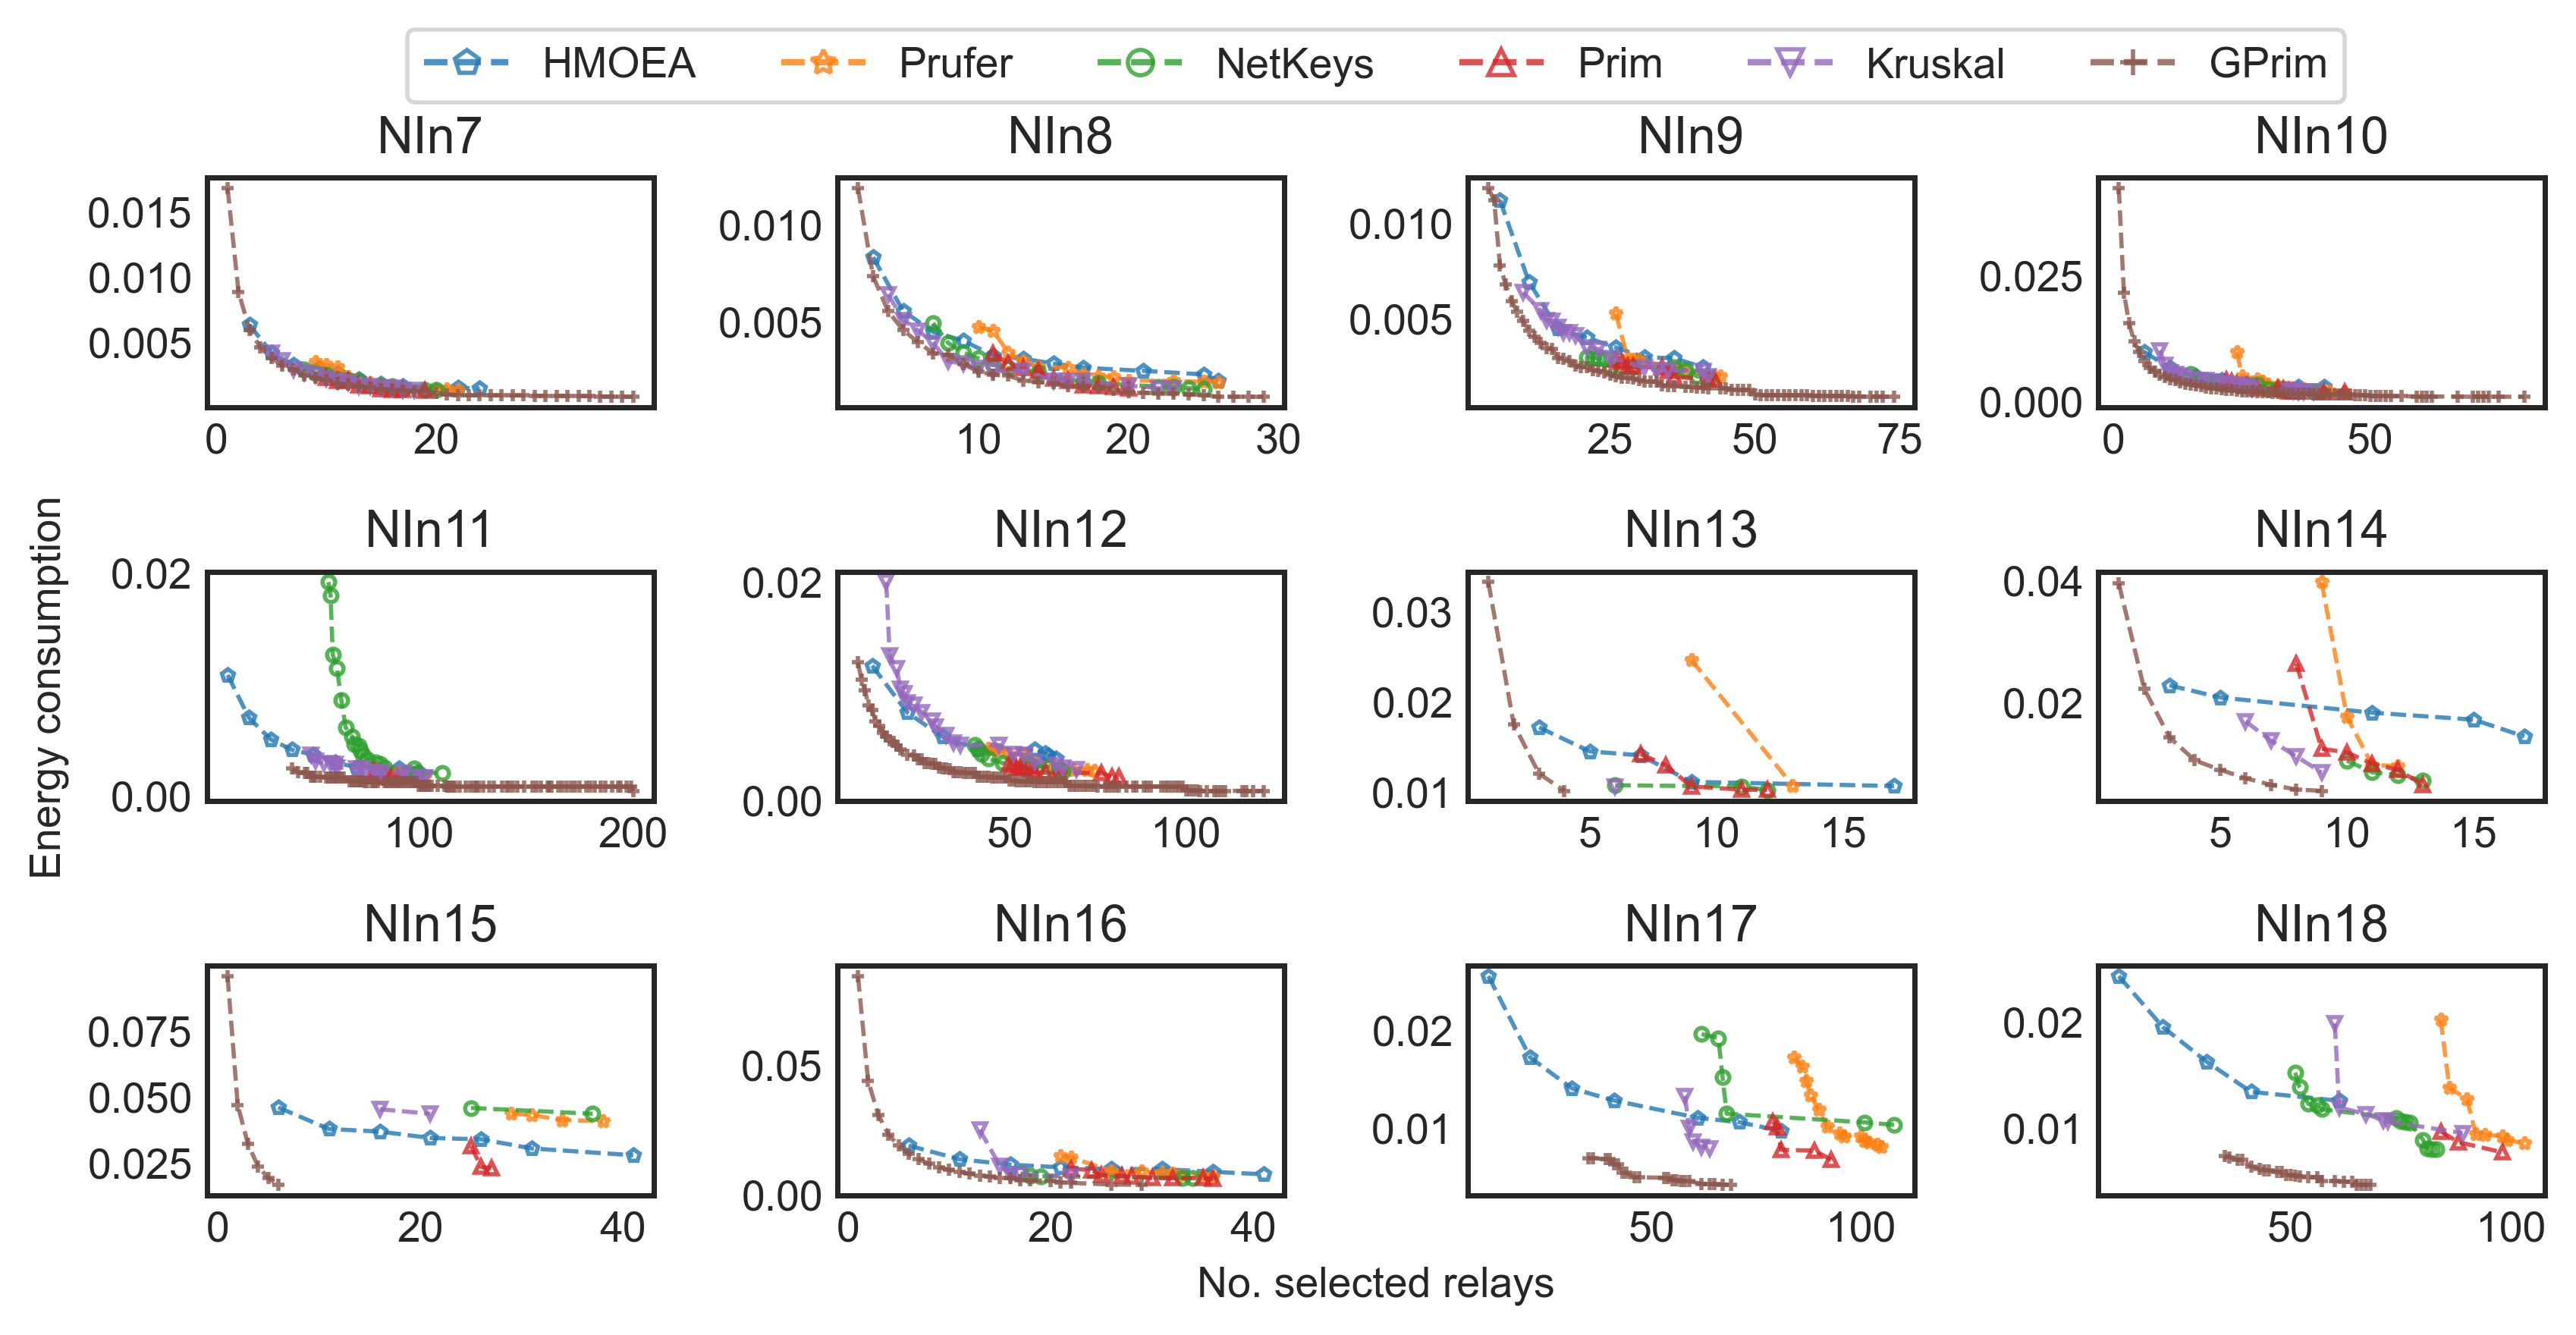 HMOEA Prufer NetKeys Prim Kruskal GPrim
NIn7 NIn8 NIn9 NIn10
0.015
0.010
0.005
0 20
0.010
0.005
10 20 30
0.010
0.005
25 50 75
0.025
0.000
0 50
Energy consumption
NIn11 NIn12 NIn13 NIn14
0.02
0.00
100 200
0.02
0.00
50 100
0.03
0.02
0.01
5 10 15
0.04
0.02
5 10 15
NIn15 NIn16 NIn17 NIn18
0.075
0.050
0.025
0 20 40
0.05
0.00
0 20 40
0.02
0.01
50 100
0.02
0.01
50 100
No. selected relays